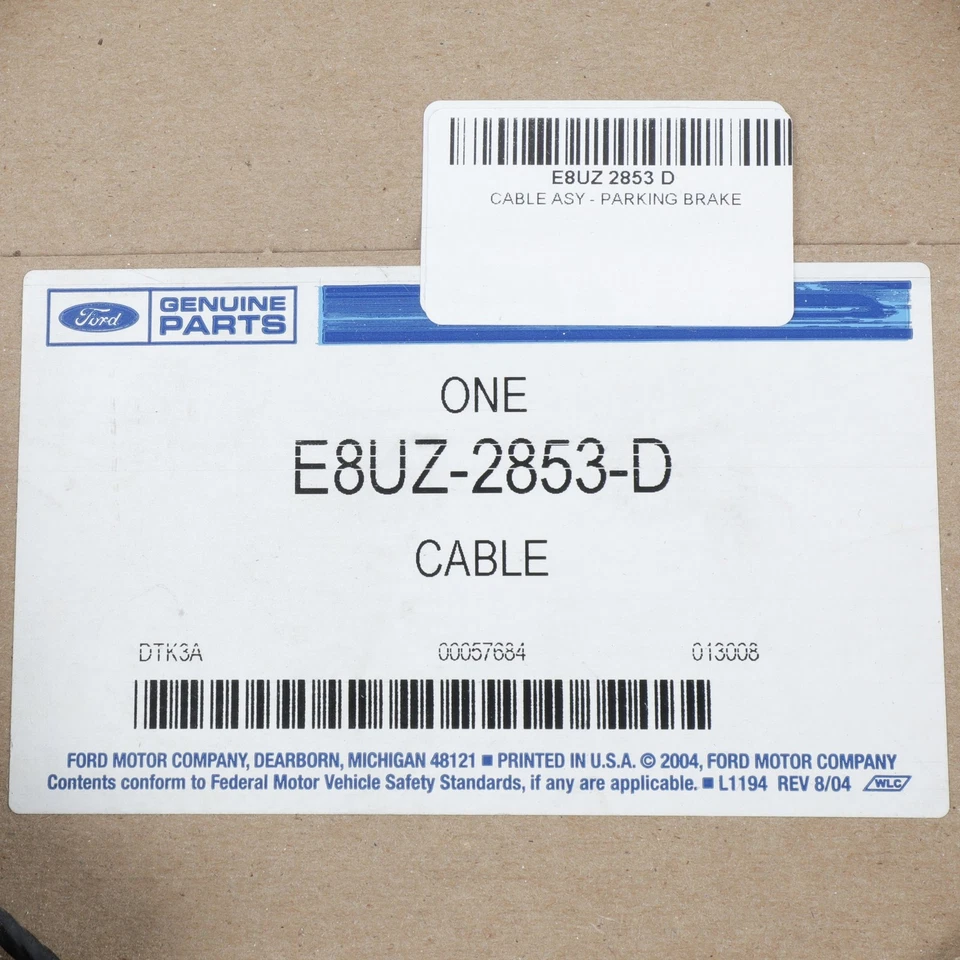 E8UZ 2853 D
CABLE ASY - PARKING BRAKE
Ford GENUINE PARTS
ONE
E8UZ-2853-D
CABLE
DTK3A 00057684 013008
FORD MOTOR COMPANY, DEARBORN, MICHIGAN 48121 ■ PRINTED IN U.S.A. © 2004, FORD MOTOR COMPANY
Contents conform to Federal Motor Vehicle Safety Standards, if any are applicable. ■ L1194 REV 8/04 WLC